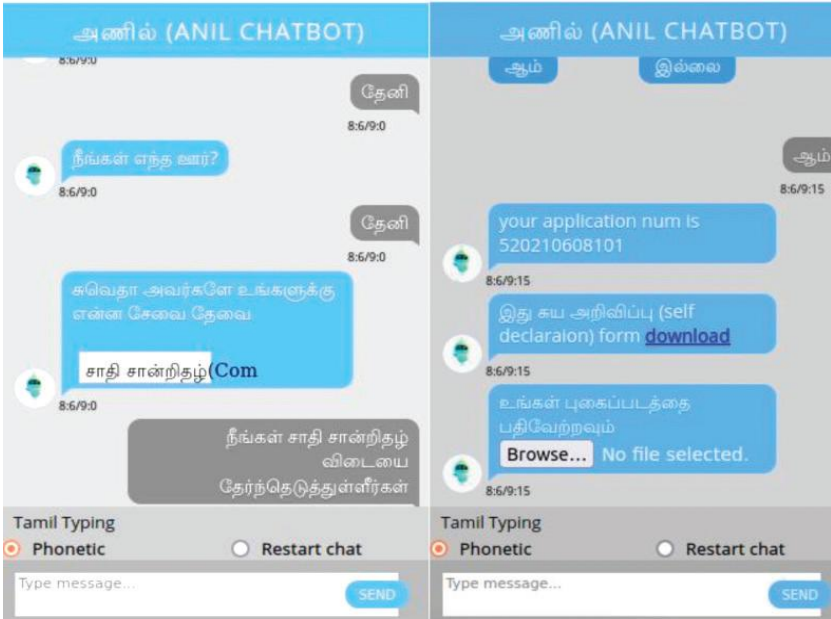 அணில் (ANIL CHATBOT)
8:6/9:0
தேனி
8:6/9:0
நீங்கள் எந்த ஊர்?
8:6/9:0
தேனி
8:6/9:0
சுவெதா அவர்களே உங்களுக்கு
என்ன சேவை தேவை
சாதி சான்றிதழ்(Com
8:6/9:0
நீங்கள் சாதி சான்றிதழ்
விடையை
தேர்ந்தெடுத்துள்ளீர்கள்
Tamil Typing
Phonetic
Restart chat
Type message...
SEND
அணில் (ANIL CHATBOT)
ஆம்
இல்லை
ஆம்
8:6/9:15
your application num is
520210608101
8:6/9:15
இது சுய அறிவிப்பு (self
declaraion) form download
8:6/9:15
உங்கள் புகைப்படத்தை
பதிவேற்றவும்
Browse... No file selected.
8:6/9:15
Tamil Typing
Phonetic
Restart chat
Type message...
SEND